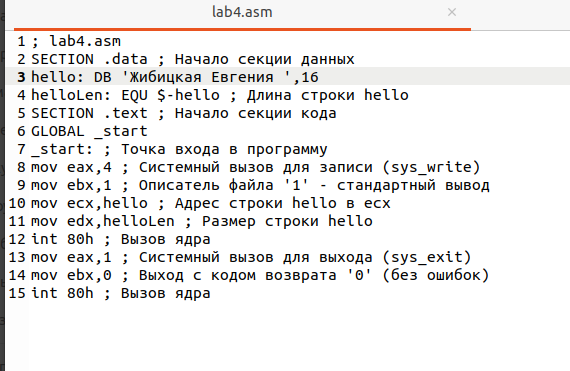 lab4.asm
1 ; lab4.asm
2 SECTION .data ; Начало секции данных
3 hello: DB 'Жибицкая Евгения ',16
4 helloLen: EQU $-hello ; Длина строки hello
5 SECTION .text ; Начало секции кода
6 GLOBAL _start
7 _start: ; Точка входа в программу
8 mov eax,4 ; Системный вызов для записи (sys_write)
9 mov ebx,1 ; Описатель файла '1' - стандартный вывод
10 mov ecx,hello ; Адрес строки hello в ecx
11 mov edx,helloLen ; Размер строки hello
12 int 80h ; Вызов ядра
13 mov eax,1 ; Системный вызов для выхода (sys_exit)
14 mov ebx,0 ; Выход с кодом возврата '0' (без ошибок)
15 int 80h ; Вызов ядра